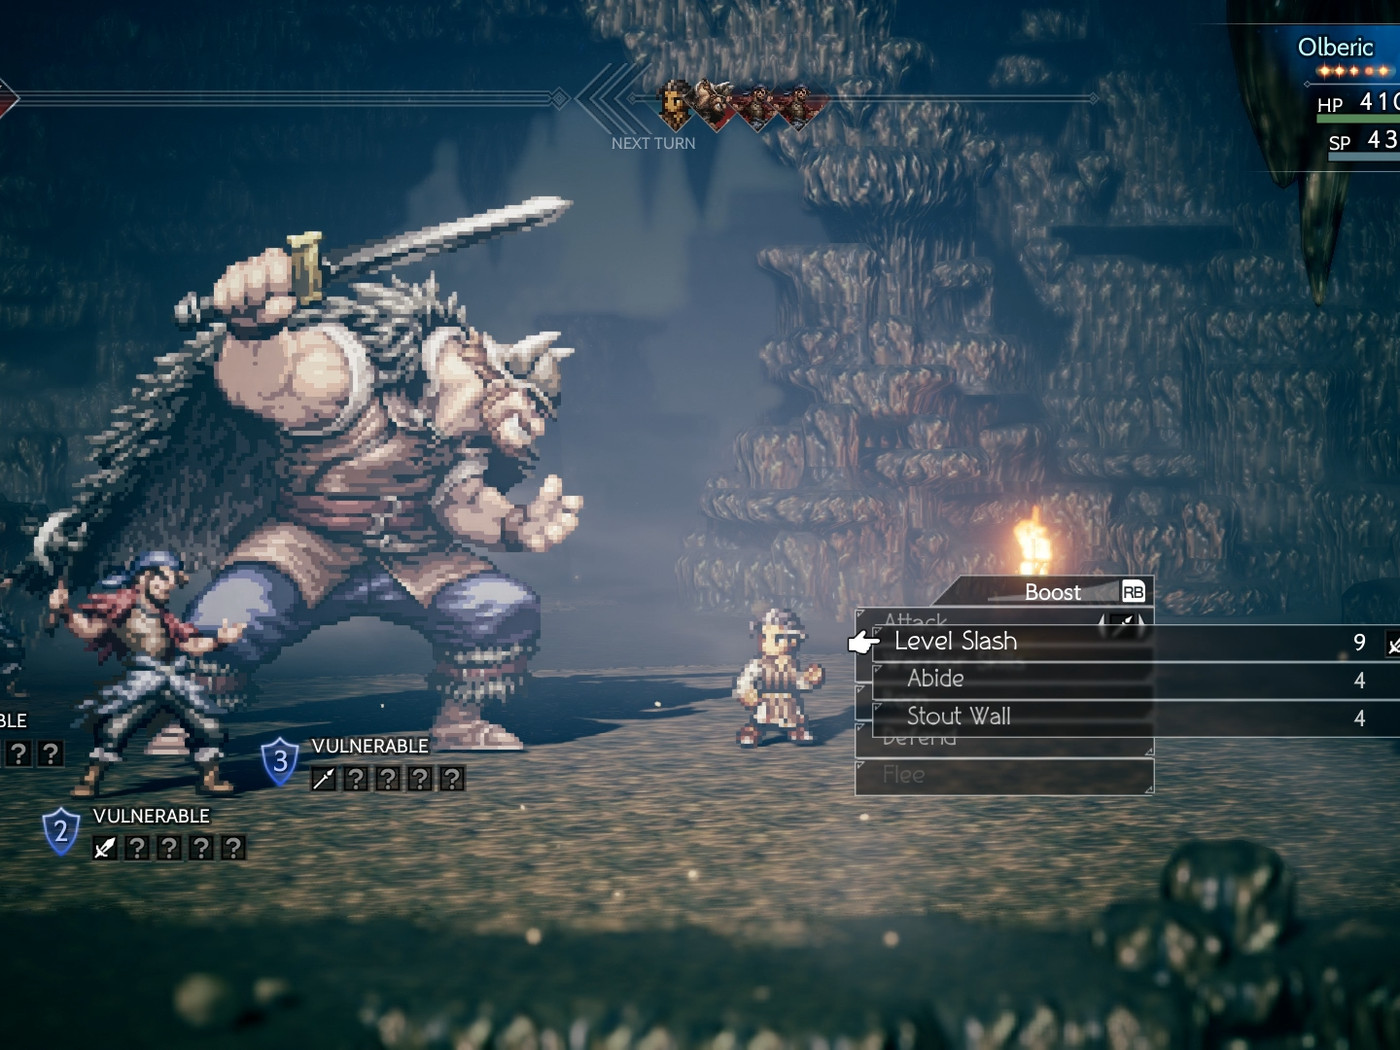 Olberic
HP 410
SP 43
NEXT TURN
Boost RB
Attack
Level Slash 9
Abide 4
Stout Wall 4
Defend
Flee
BLE
? ?
3 VULNERABLE
? ? ? ?
2 VULNERABLE
? ? ? ?